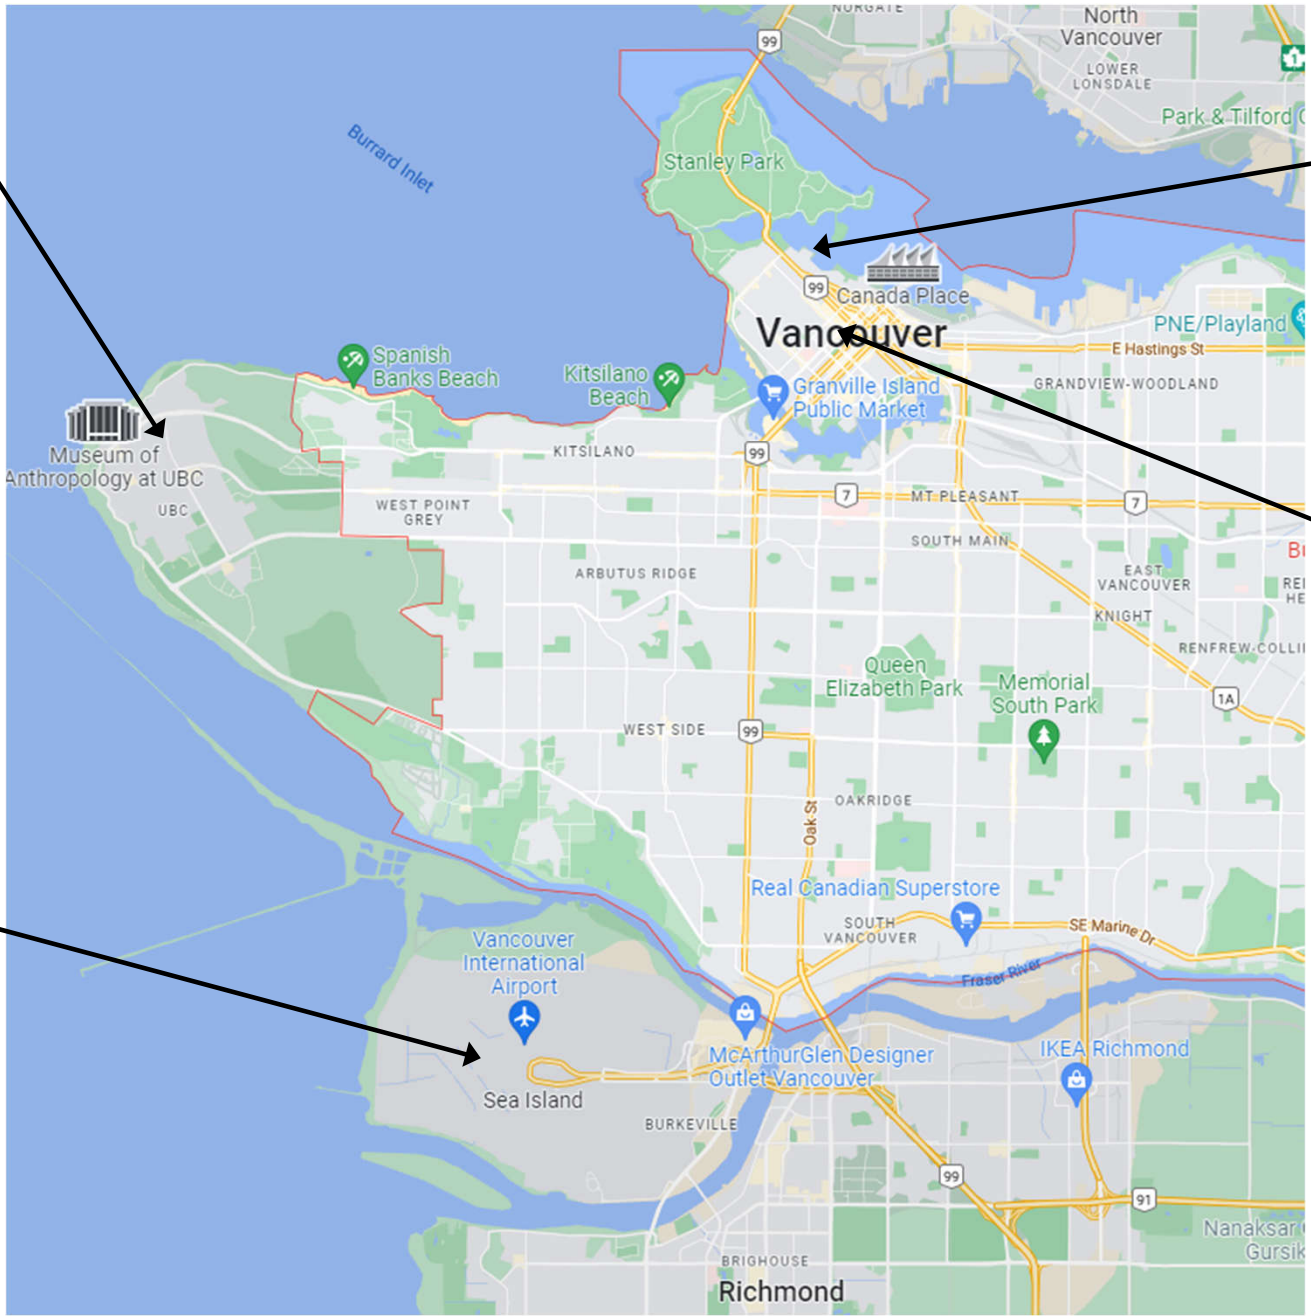 NORGATE
North
Vancouver
99
1
LOWER
LONSDALE
Park & Tilford
Burrard Inlet
Stanley Park
99
Canada Place
Vancouver
PNE/Playland
E Hastings St
Spanish
Banks Beach
Kitsilano
Beach
Granville Island
Public Market
GRANDVIEW-WOODLAND
Museum of
Anthropology at UBC
KITSILANO
99
7
MT PLEASANT
7
UBC
WEST POINT
GREY
SOUTH MAIN
ARBUTUS RIDGE
EAST
VANCOUVER
KNIGHT
RENFREW-COLLI
Queen
Elizabeth Park
Memorial
South Park
1A
WEST SIDE
99
Oak St
OAKRIDGE
Real Canadian Superstore
SOUTH
VANCOUVER
SE Marine Dr
Vancouver
International
Airport
Fraser River
McArthurGlen Designer
Outlet Vancouver
IKEA Richmond
Sea Island
BURKEVILLE
99
91
Nanaksar
Gursik
BRIGHOUSE
Richmond